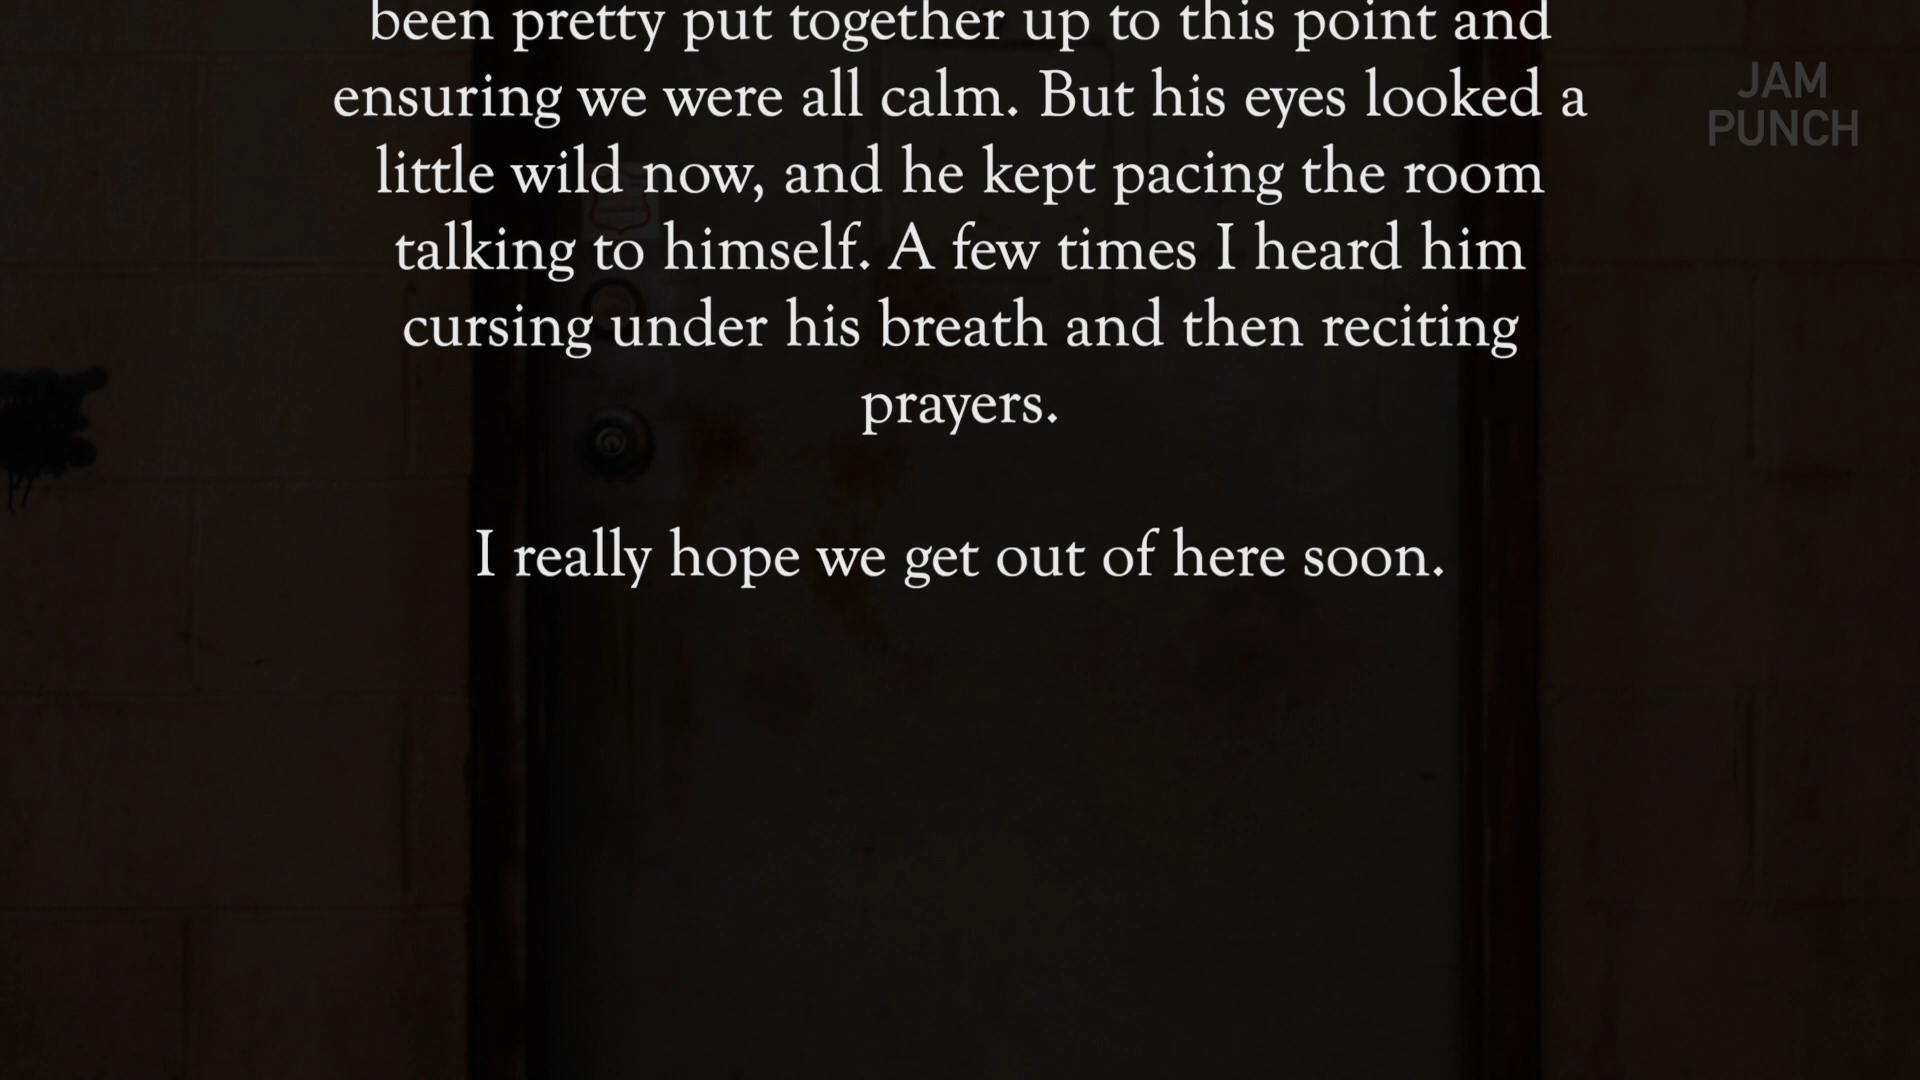 been pretty put together up to this point and
ensuring we were all calm. But his eyes looked a
little wild now, and he kept pacing the room
talking to himself. A few times I heard him
cursing under his breath and then reciting
prayers.
I really hope we get out of here soon.
JAM
PUNCH